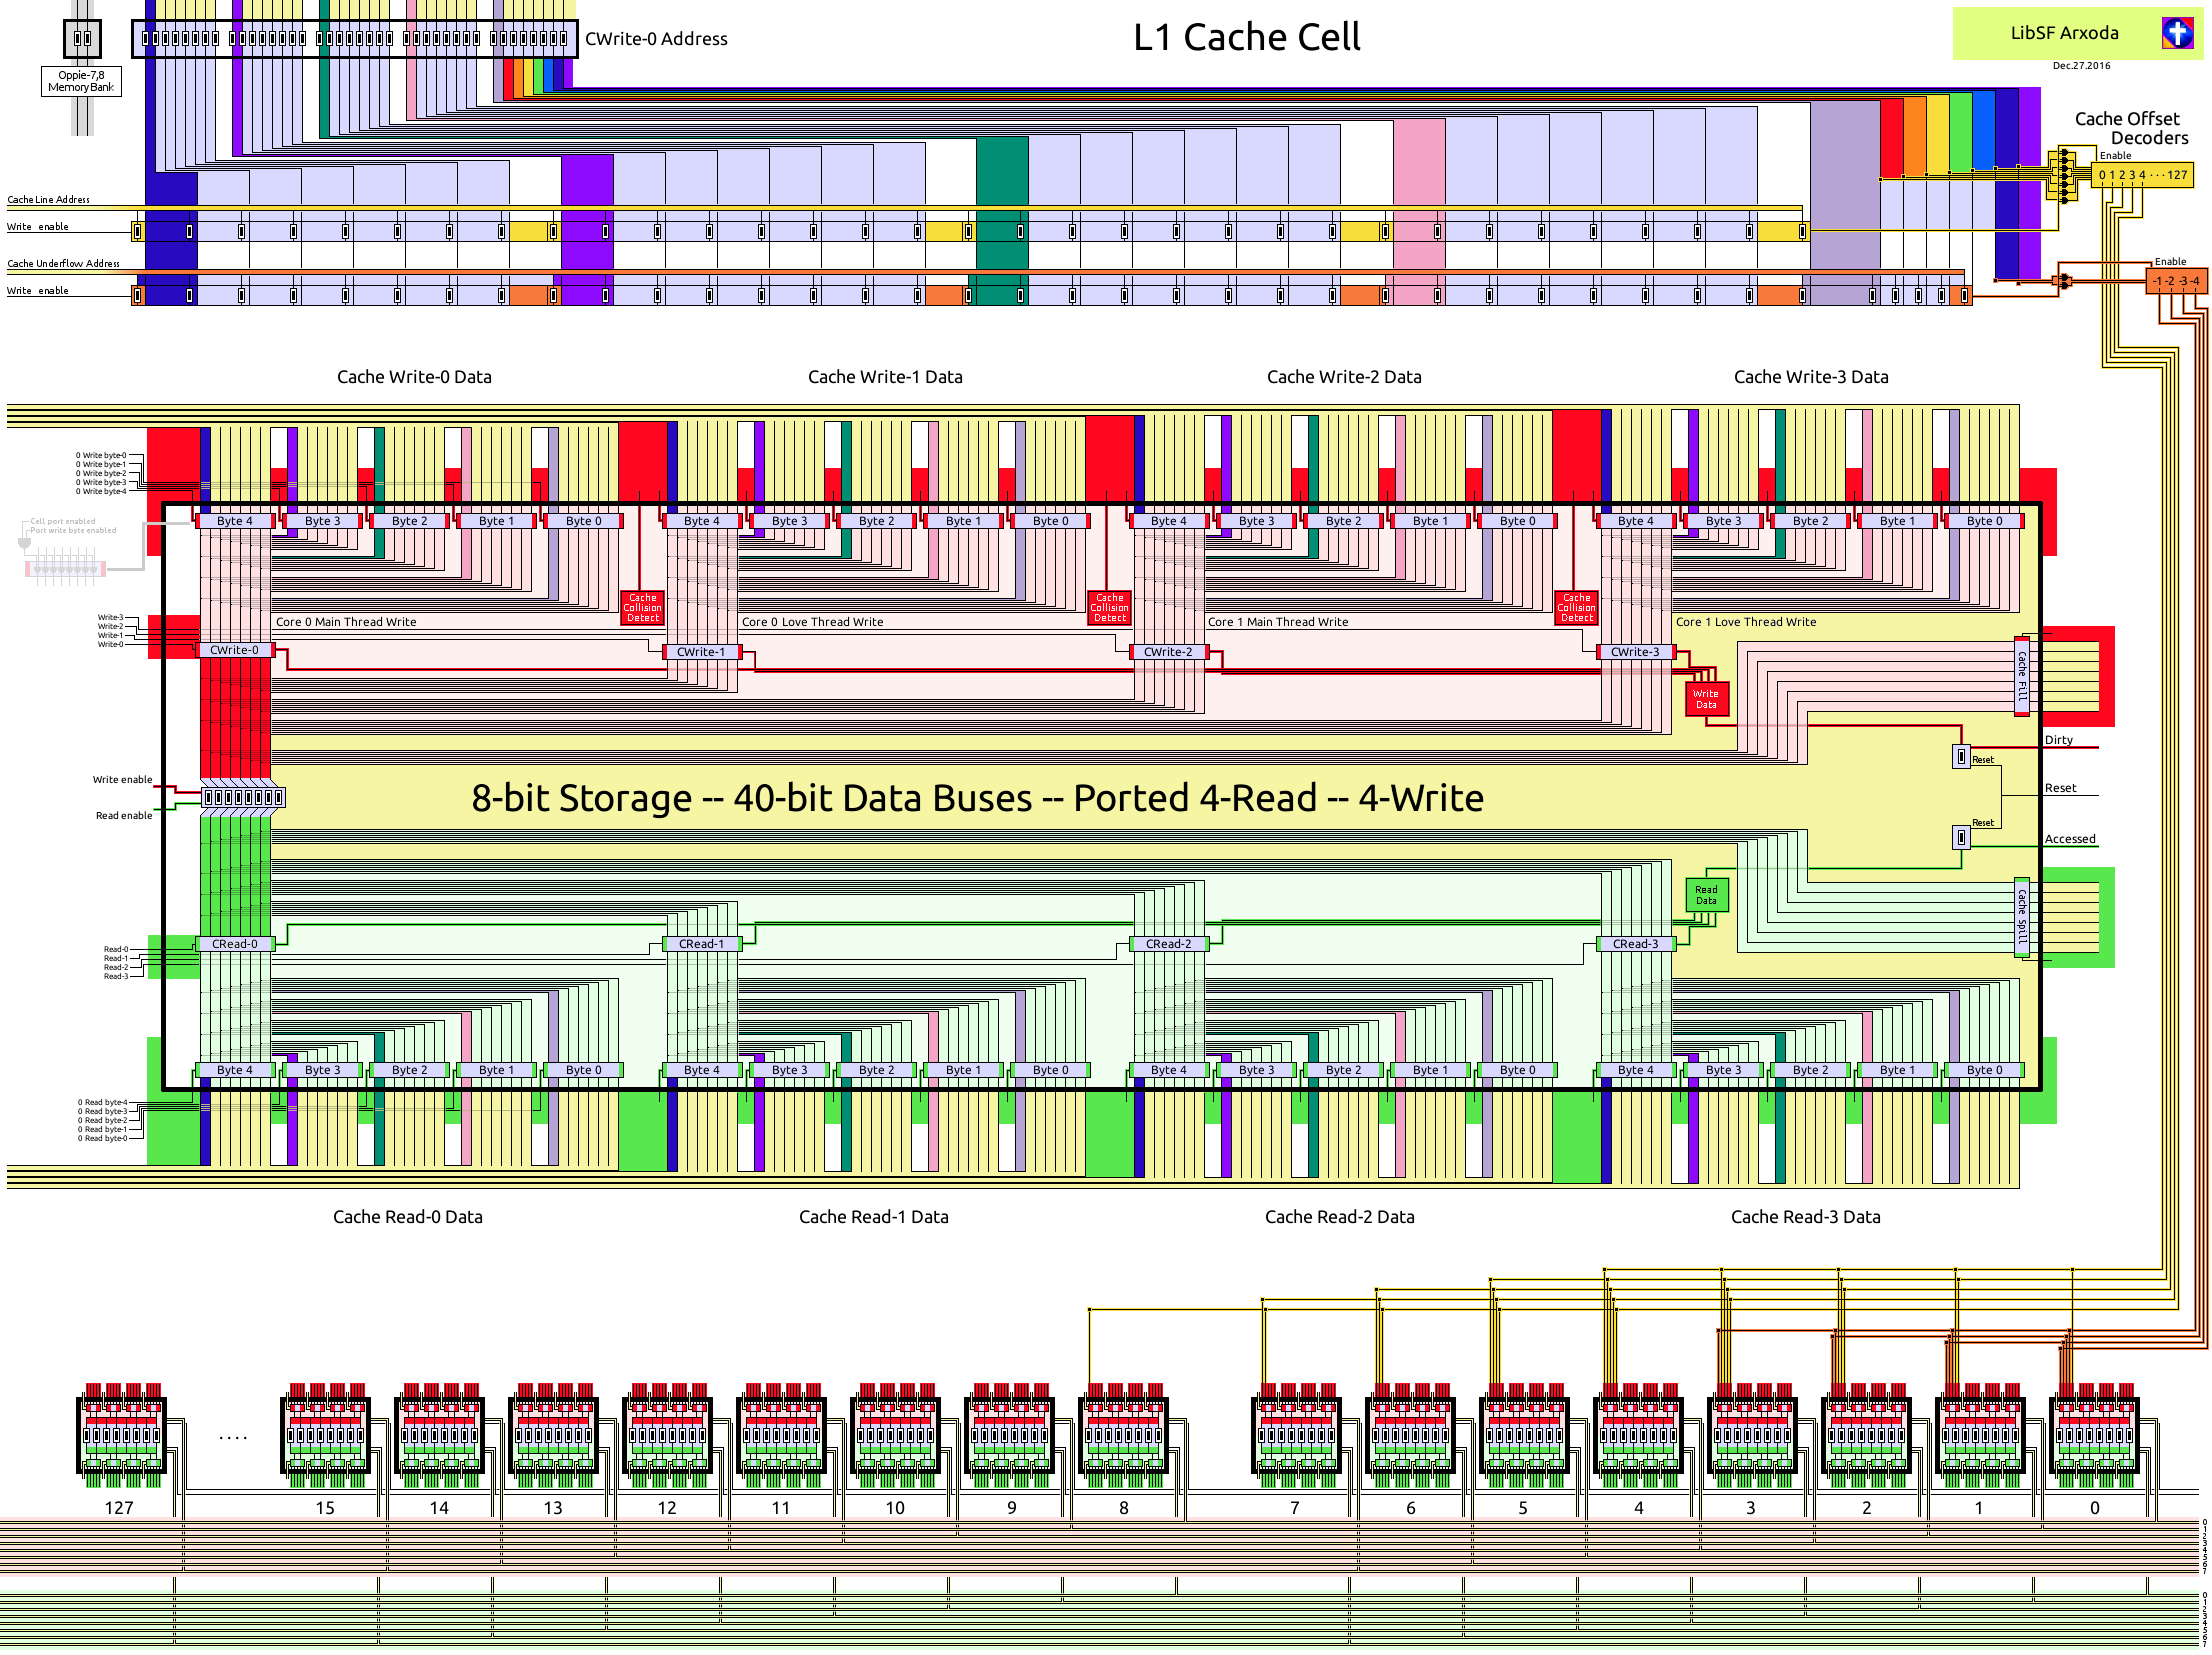 L1 Cache Cell
LibSF Arxoda
Dec.27.2016
CWrite-0 Address
Oppie-7,8
Memory Bank
Cache Offset
Decoders
Enable
0 1 2 3 4 ··· 127
Cache Line Address
Write enable
Cache Underflow Address
Write enable
Enable
-1 -2 -3 -4
Cache Write-0 Data
Cache Write-1 Data
Cache Write-2 Data
Cache Write-3 Data
0 Write byte-0
0 Write byte-1
0 Write byte-2
0 Write byte-3
0 Write byte-4
Cell port enabled
Port write byte enabled
Byte 4 Byte 3 Byte 2 Byte 1 Byte 0
Byte 4 Byte 3 Byte 2 Byte 1 Byte 0
Byte 4 Byte 3 Byte 2 Byte 1 Byte 0
Byte 4 Byte 3 Byte 2 Byte 1 Byte 0
Cache
Collision
Detect
Cache
Collision
Detect
Cache
Collision
Detect
Core 0 Main Thread Write
Core 0 Love Thread Write
Core 1 Main Thread Write
Core 1 Love Thread Write
Write-3
Write-2
Write-1
Write-0
CWrite-0
CWrite-1
CWrite-2
CWrite-3
Write
Data
Cache Fill
Dirty
Reset
Write enable
Read enable
8-bit Storage -- 40-bit Data Buses -- Ported 4-Read -- 4-Write
Reset
Reset
Accessed
Read
Data
Cache Spill
Read-0
Read-1
Read-2
Read-3
CRead-0
CRead-1
CRead-2
CRead-3
Byte 4 Byte 3 Byte 2 Byte 1 Byte 0
Byte 4 Byte 3 Byte 2 Byte 1 Byte 0
Byte 4 Byte 3 Byte 2 Byte 1 Byte 0
Byte 4 Byte 3 Byte 2 Byte 1 Byte 0
0 Read byte-4
0 Read byte-3
0 Read byte-2
0 Read byte-1
0 Read byte-0
Cache Read-0 Data
Cache Read-1 Data
Cache Read-2 Data
Cache Read-3 Data
....
127 15 14 13 12 11 10 9 8 7 6 5 4 3 2 1 0
0
1
2
3
4
5
6
7
0
1
2
3
4
5
6
7